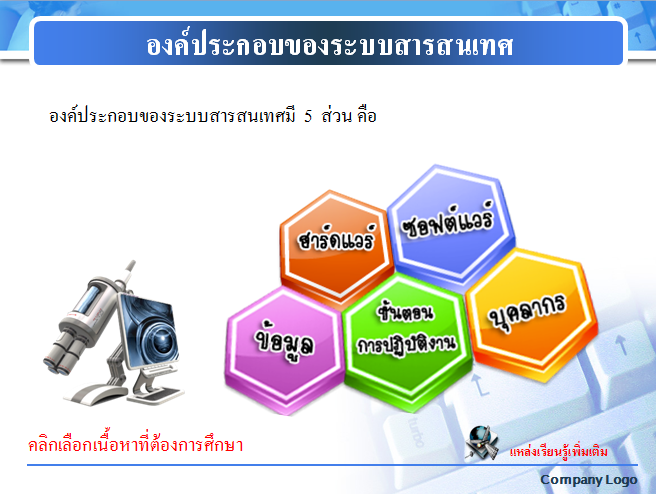 องค์ประกอบของระบบสารสนเทศ
องค์ประกอบของระบบสารสนเทศมี 5 ส่วน คือ
ฮาร์ดแวร์
ซอฟต์แวร์
ข้อมูล
ขั้นตอน
การปฏิบัติงาน
บุคลากร
คลิกเลือกเนื้อหาที่ต้องการศึกษา
แหล่งเรียนรู้เพิ่มเติม
Company Logo